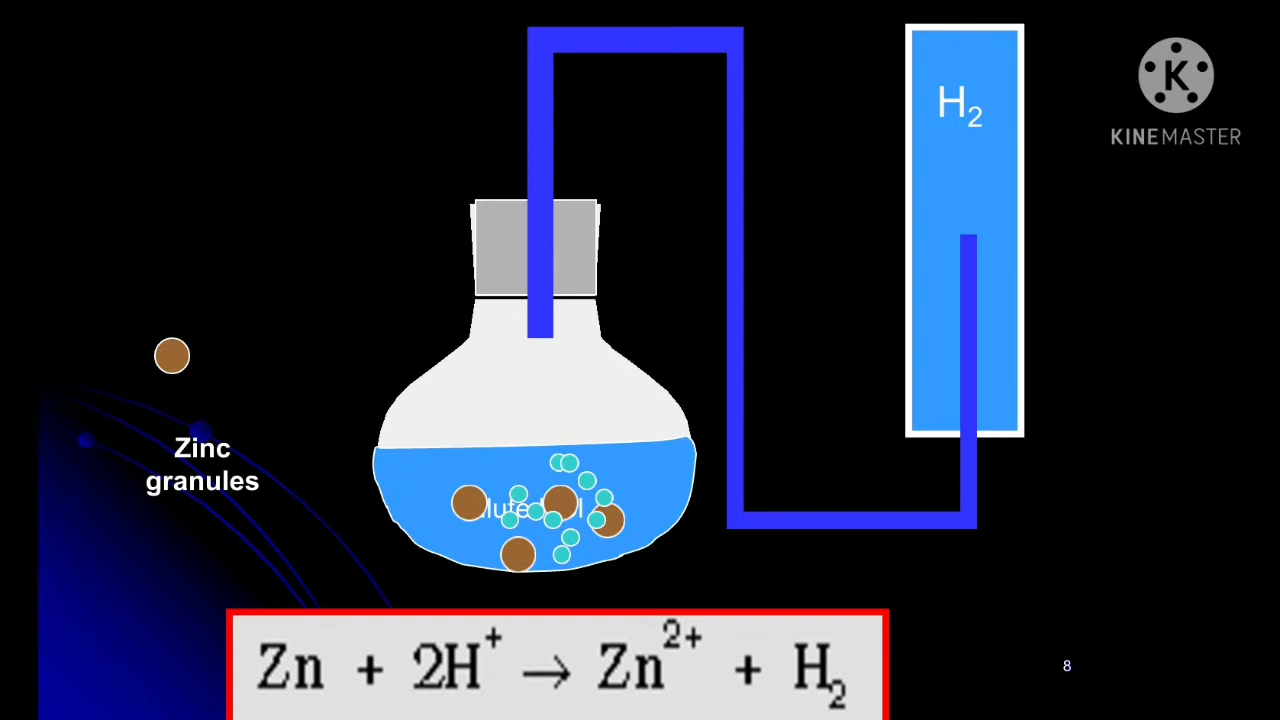 H₂
KINEMASTER
Zinc
granules
Zn + 2H⁺ → Zn²⁺ + H₂
8